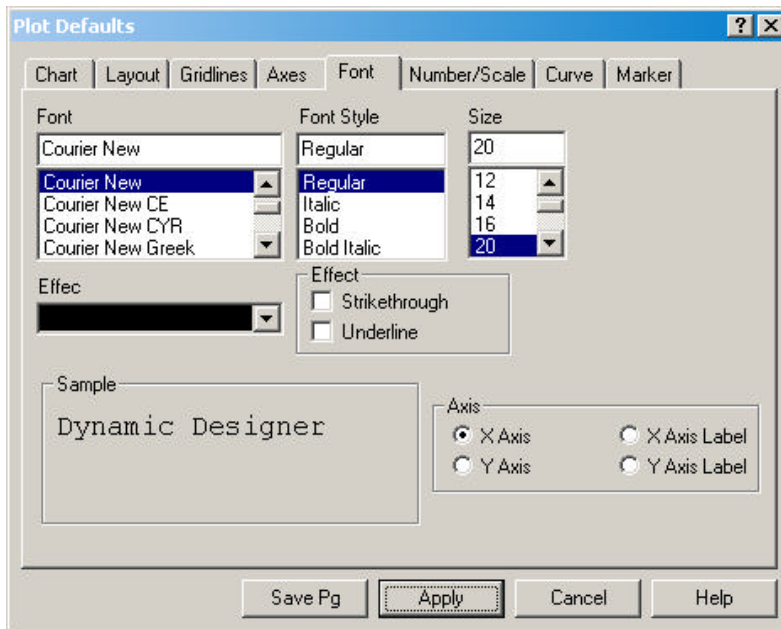 Plot Defaults
Chart Layout Gridlines Axes Font Number/Scale Curve Marker
Font Font Style Size
Courier New Regular 20
Courier New Regular 12
Courier New CE Italic 14
Courier New CYR Bold 16
Courier New Greek Bold Italic 20
Effec Effect
Strikethrough
Underline
Sample
Dynamic Designer
Axis
X Axis X Axis Label
Y Axis Y Axis Label
Save Pg Apply Cancel Help